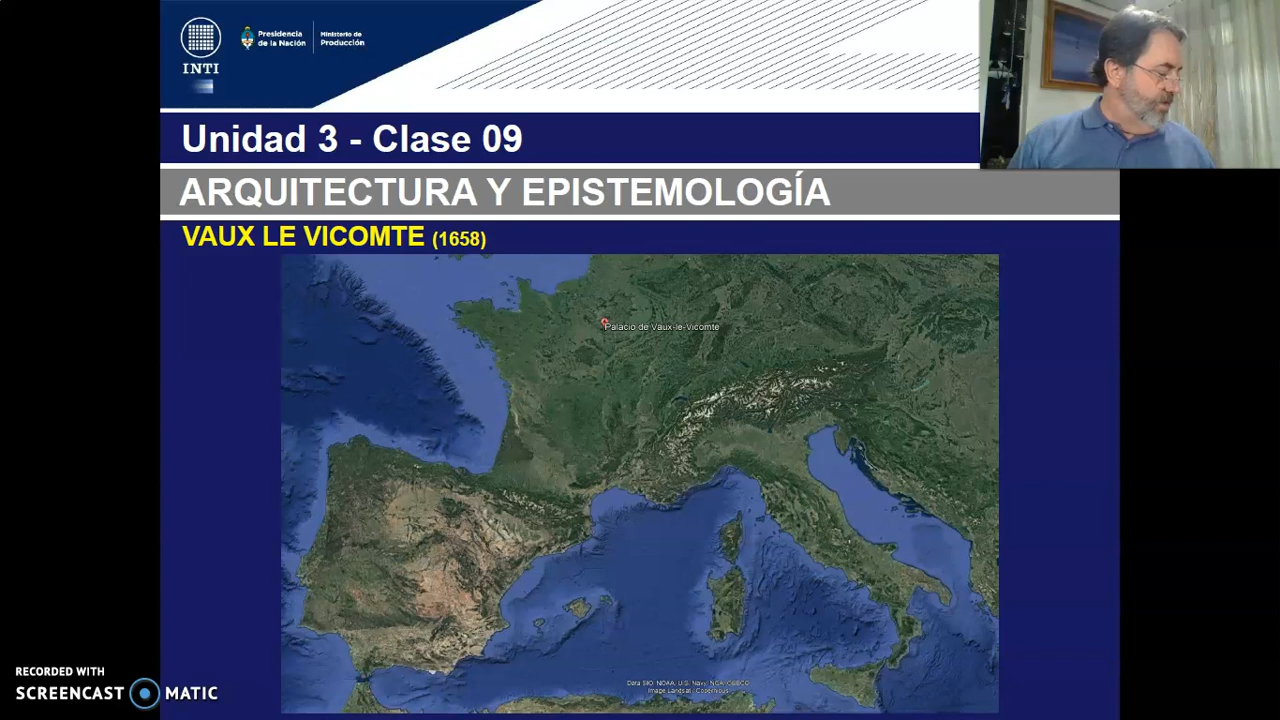 Presidencia
de la Nación
Ministerio de
Producción
INTI
Unidad 3 - Clase 09
ARQUITECTURA Y EPISTEMOLOGÍA
VAUX LE VICOMTE (1658)
Palacio de Vaux-le-Vicomte
Data SIO, NOAA, U.S. Navy, NGA, GEBCO
Image Landsat / Copernicus
RECORDED WITH
SCREENCAST MATIC